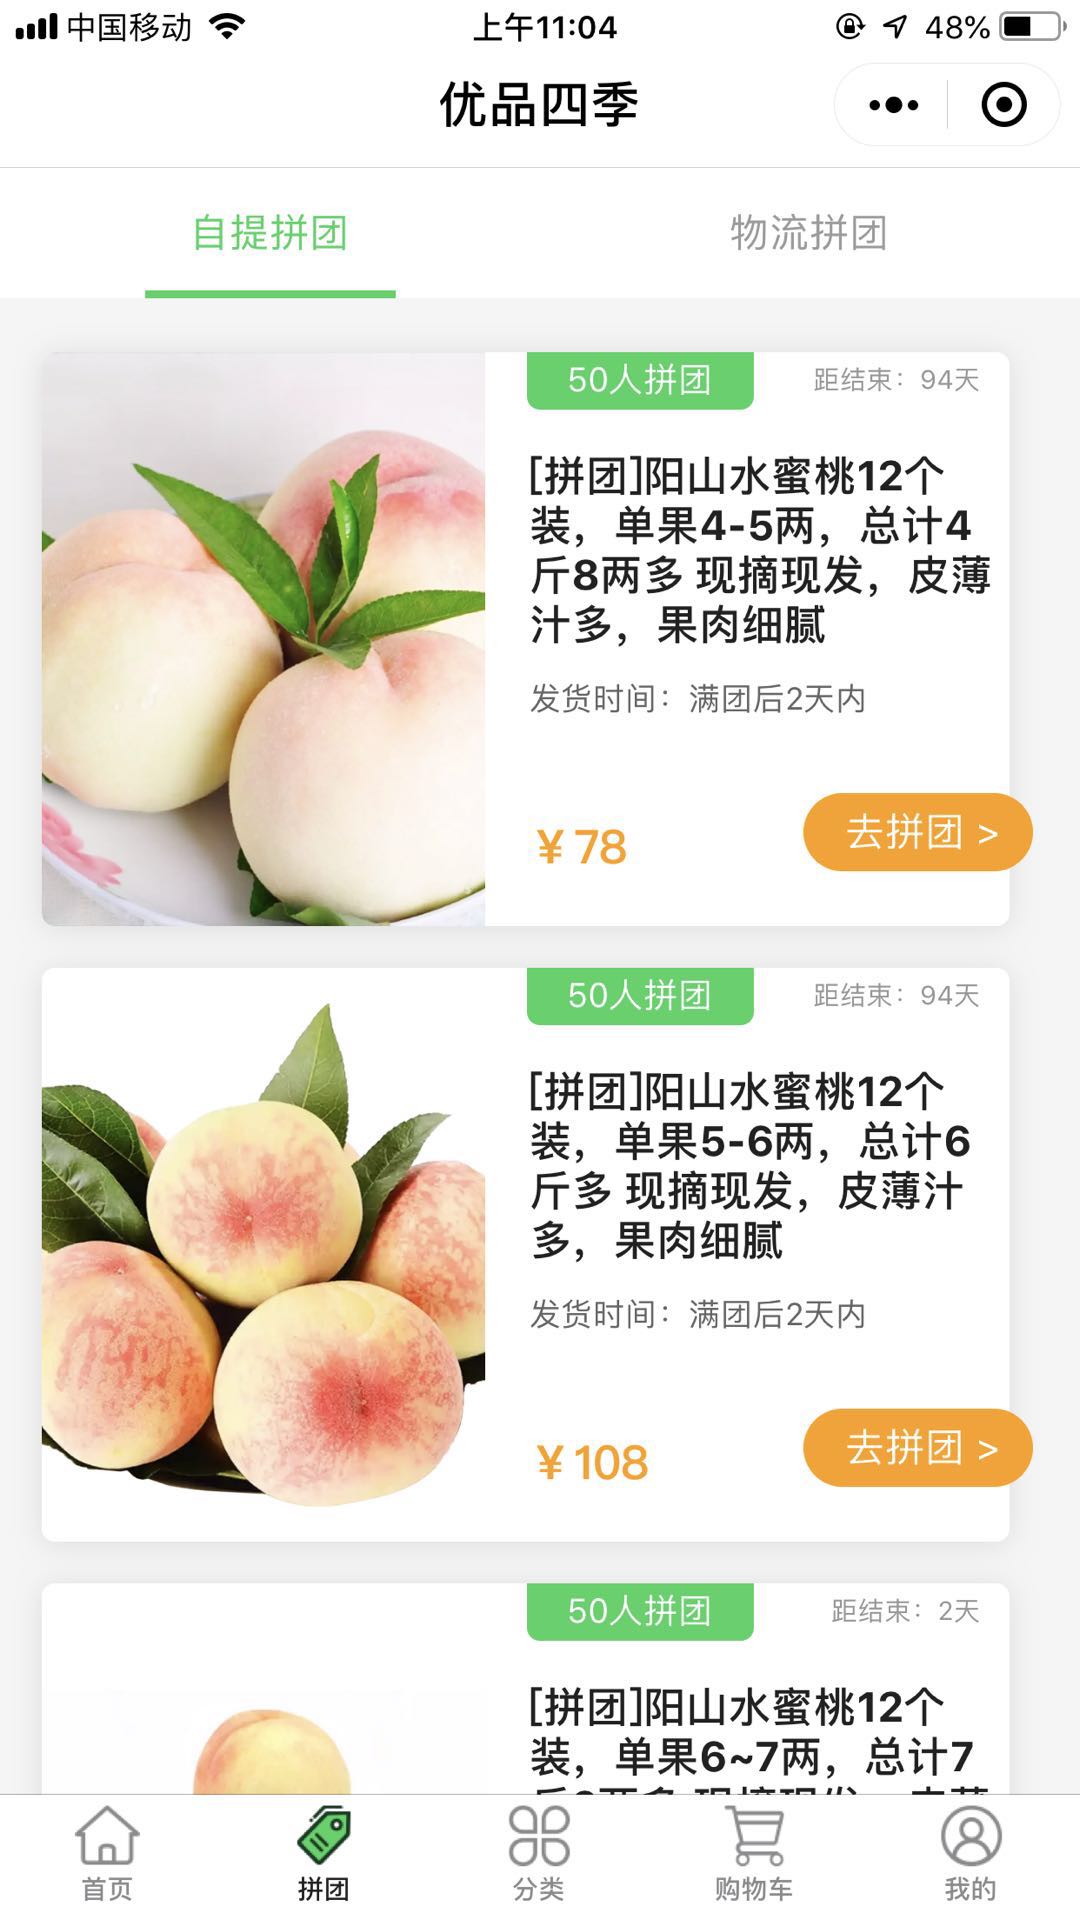 中国移动
上午11:04
48%
优品四季
自提拼团
物流拼团
50人拼团
距结束：94天
[拼团]阳山水蜜桃12个
装，单果4-5两，总计4
斤8两多 现摘现发，皮薄
汁多，果肉细腻
发货时间：满团后2天内
¥ 78
去拼团 >
50人拼团
距结束：94天
[拼团]阳山水蜜桃12个
装，单果5-6两，总计6
斤多 现摘现发，皮薄汁
多，果肉细腻
发货时间：满团后2天内
¥ 108
去拼团 >
50人拼团
距结束：2天
[拼团]阳山水蜜桃12个
装，单果6~7两，总计7
首页
拼团
分类
购物车
我的